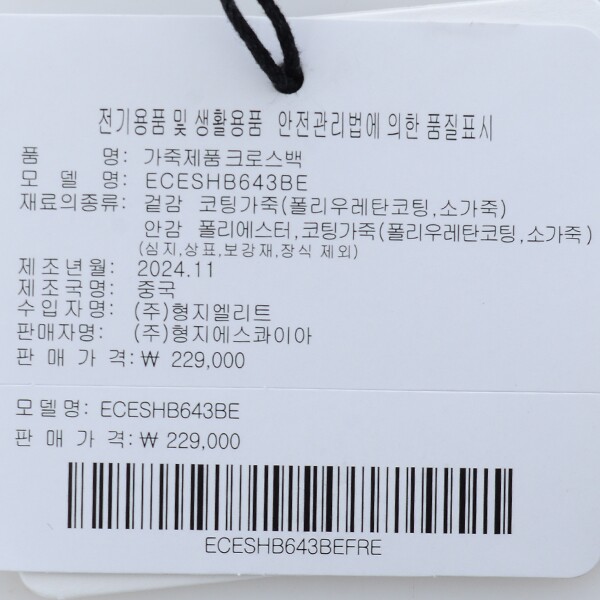 전기용품 및 생활용품 안전관리법에 의한 품질표시
품 명: 가죽제품크로스백
모 델 명: ECESHB643BE
재료의종류: 겉감 코팅가죽(폴리우레탄코팅,소가죽)
안감 폴리에스터,코팅가죽(폴리우레탄코팅,소가죽)
(심지,상표,보강재,장식 제외)
제조년월: 2024.11
제조국명: 중국
수입자명: (주)형지엘리트
판매자명: (주)형지에스콰이아
판 매 가 격:₩ 229,000
모델명: ECESHB643BE
판 매 가 격:₩ 229,000
ECESHB643BEFRE